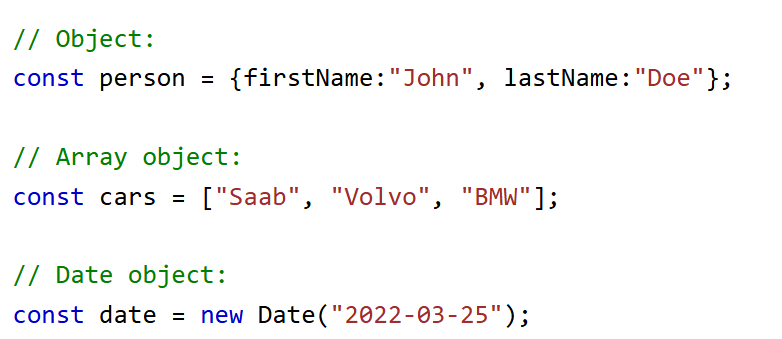 // Object:
const person = {firstName:"John", lastName:"Doe"};
// Array object:
const cars = ["Saab", "Volvo", "BMW"];
// Date object:
const date = new Date("2022-03-25");